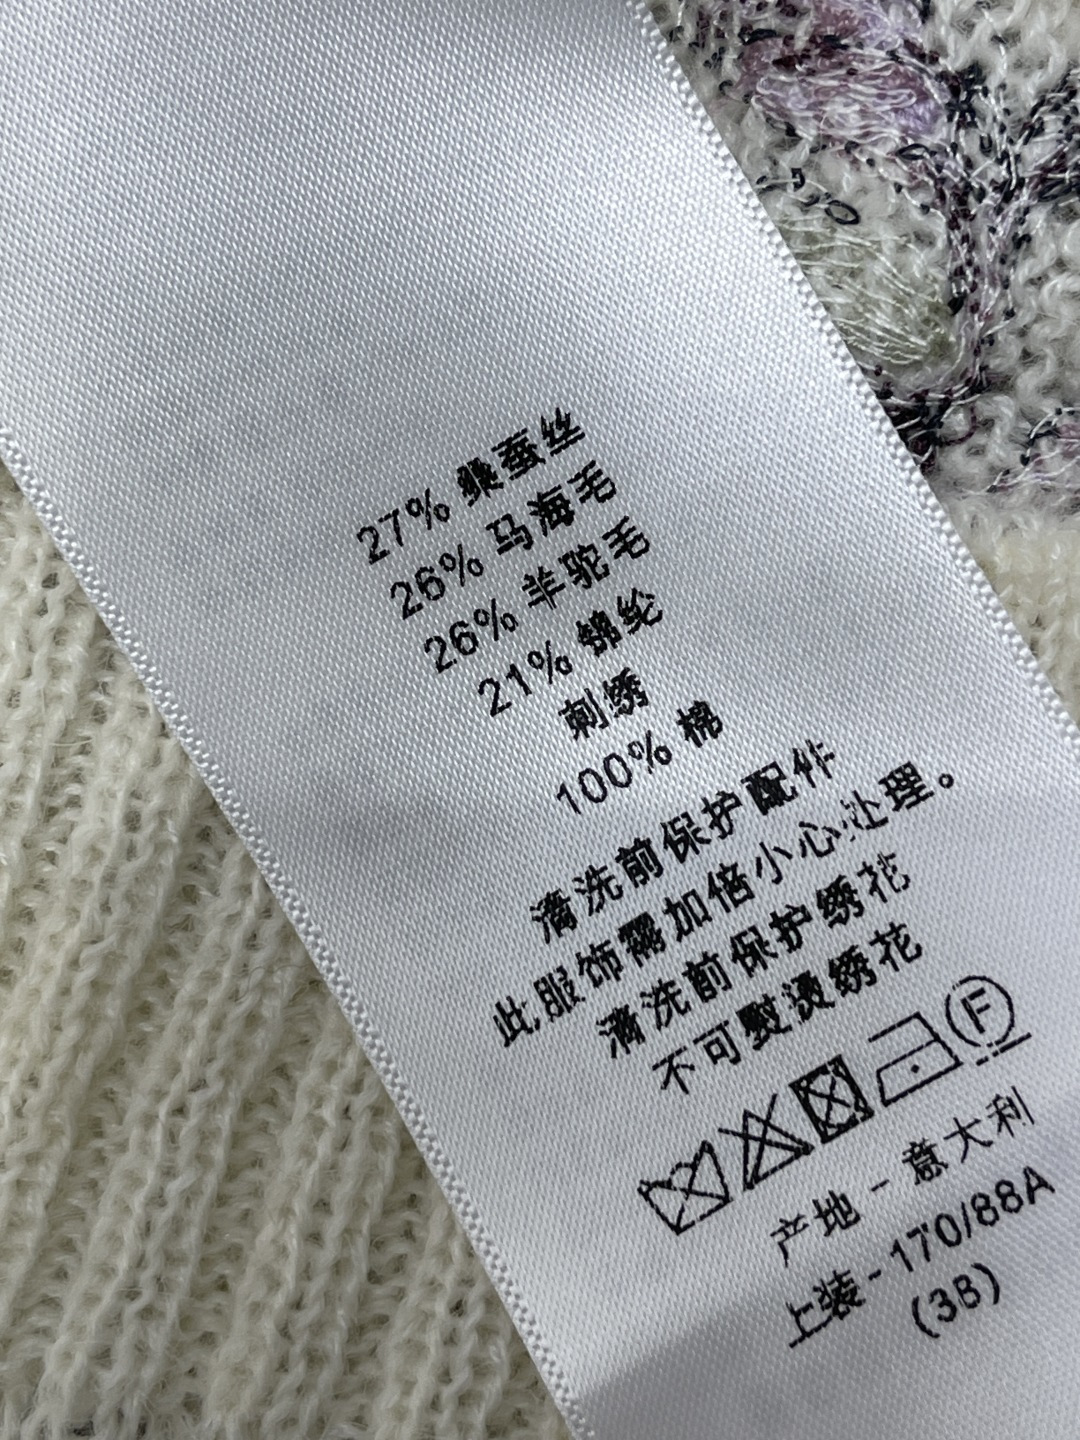 27% 桑蚕丝
26% 马海毛
26% 羊驼毛
21% 锦纶
刺绣
100% 棉
清洗前保护配件
此服饰需加倍小心处理。
清洗前保护绣花
不可熨烫绣花
F
产地 - 意大利
上装 - 170/88A
(38)